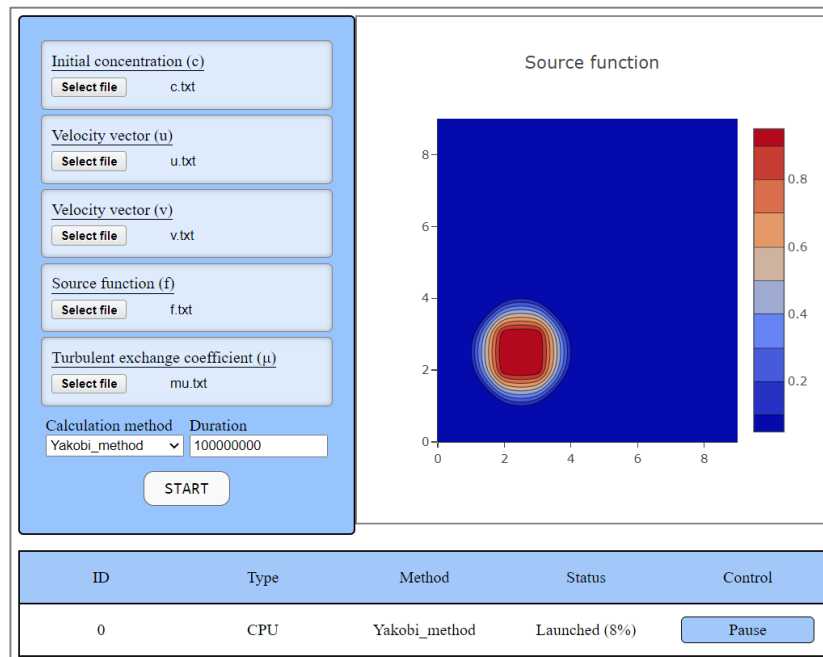 Initial concentration (c)
Select file c.txt
Velocity vector (u)
Select file u.txt
Velocity vector (v)
Select file v.txt
Source function (f)
Select file f.txt
Turbulent exchange coefficient (μ)
Select file mu.txt
Calculation method Duration
Yakobi_method 100000000
START
Source function
8
6
4
2
0
0 2 4 6 8
0.8
0.6
0.4
0.2
ID Type Method Status Control
0 CPU Yakobi_method Launched (8%) Pause